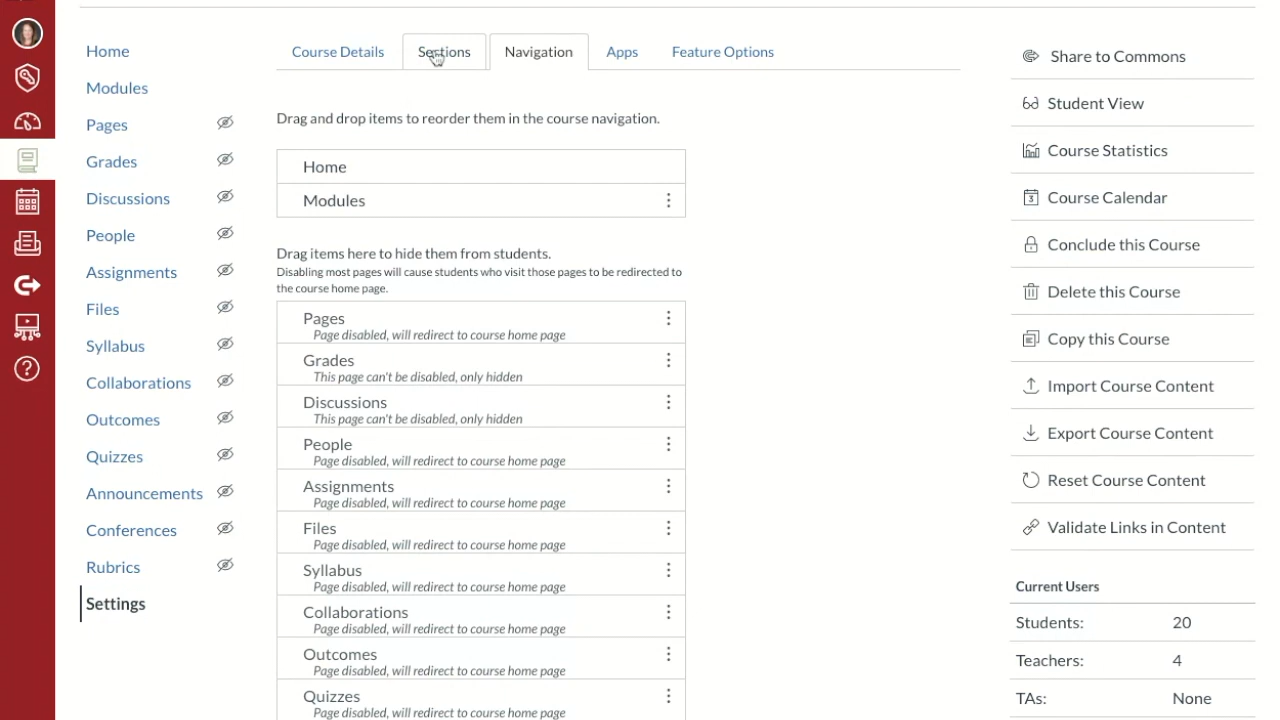 Home
Modules
Pages
Grades
Discussions
People
Assignments
Files
Syllabus
Collaborations
Outcomes
Quizzes
Announcements
Conferences
Rubrics
Settings
Course Details
Sections
Navigation
Apps
Feature Options
Drag and drop items to reorder them in the course navigation.
Home
Modules
Drag items here to hide them from students.
Disabling most pages will cause students who visit those pages to be redirected to
the course home page.
Pages
Page disabled, will redirect to course home page
Grades
This page can't be disabled, only hidden
Discussions
This page can't be disabled, only hidden
People
Page disabled, will redirect to course home page
Assignments
Page disabled, will redirect to course home page
Files
Page disabled, will redirect to course home page
Syllabus
Page disabled, will redirect to course home page
Collaborations
Page disabled, will redirect to course home page
Outcomes
Page disabled, will redirect to course home page
Quizzes
Page disabled, will redirect to course home page
Share to Commons
Student View
Course Statistics
3 Course Calendar
Conclude this Course
Delete this Course
Copy this Course
Import Course Content
Export Course Content
Reset Course Content
Validate Links in Content
Current Users
Students: 20
Teachers: 4
TAs: None